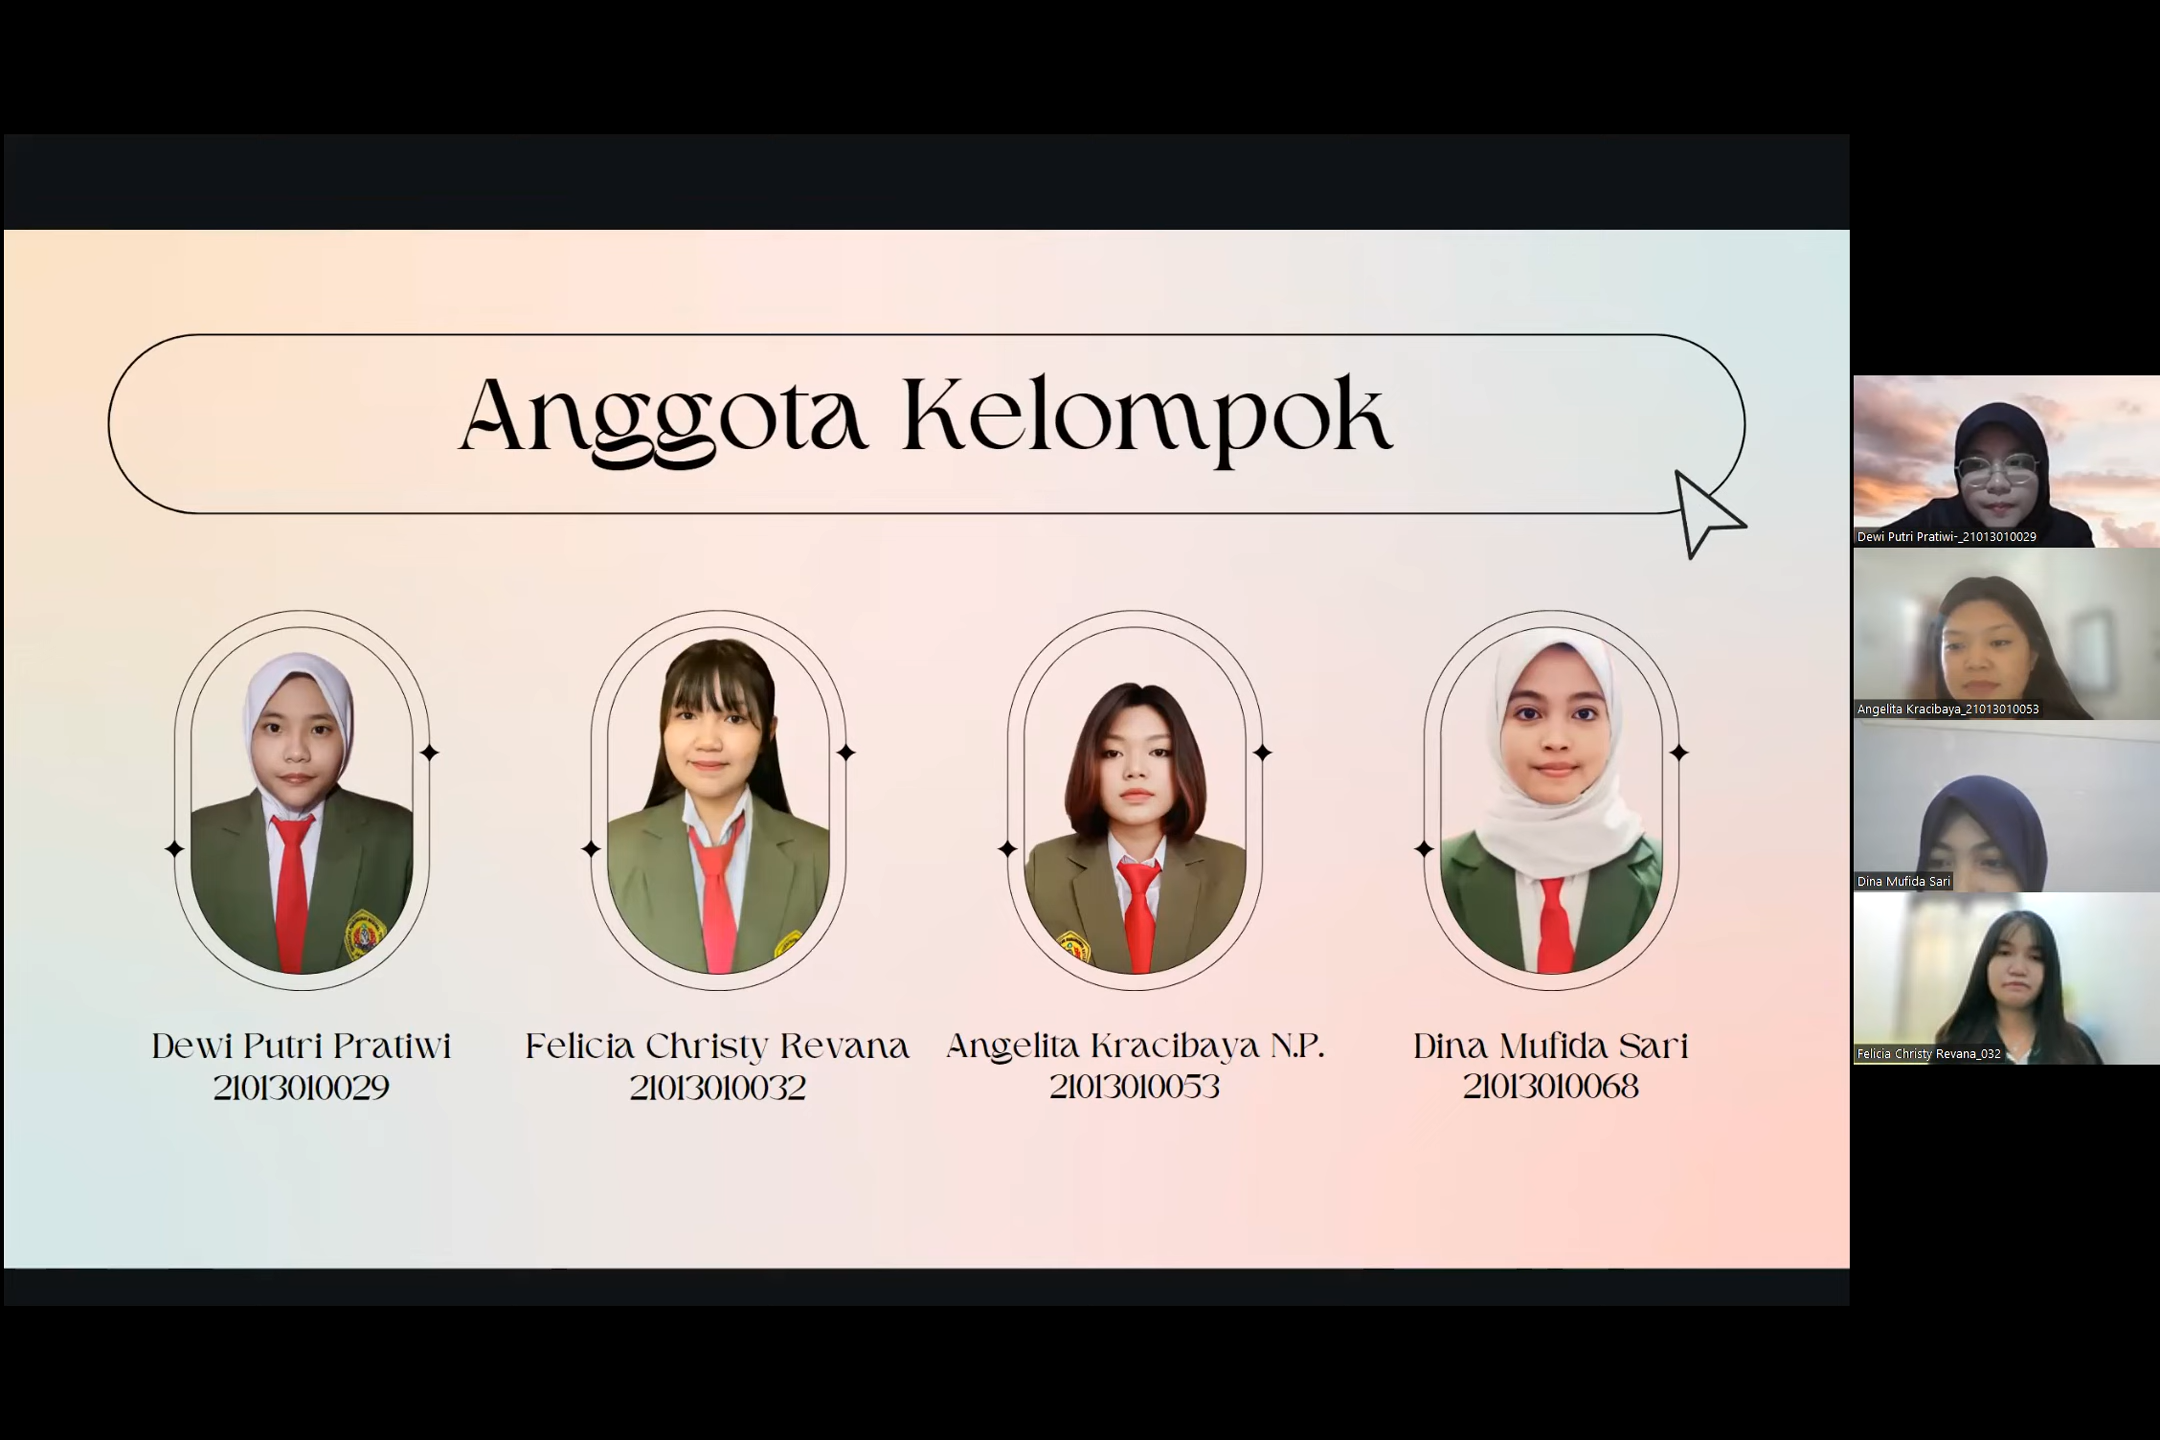 Anggota Kelompok
Dewi Putri Pratiwi
21013010029
Felicia Christy Revana
21013010032
Angelita Kracibaya N.P.
21013010053
Dina Mufida Sari
21013010068
Dewi Putri Pratiwi-_21013010029
Angelita Kracibaya_21013010053
Dina Mufida Sari
Felicia Christy Revana_032